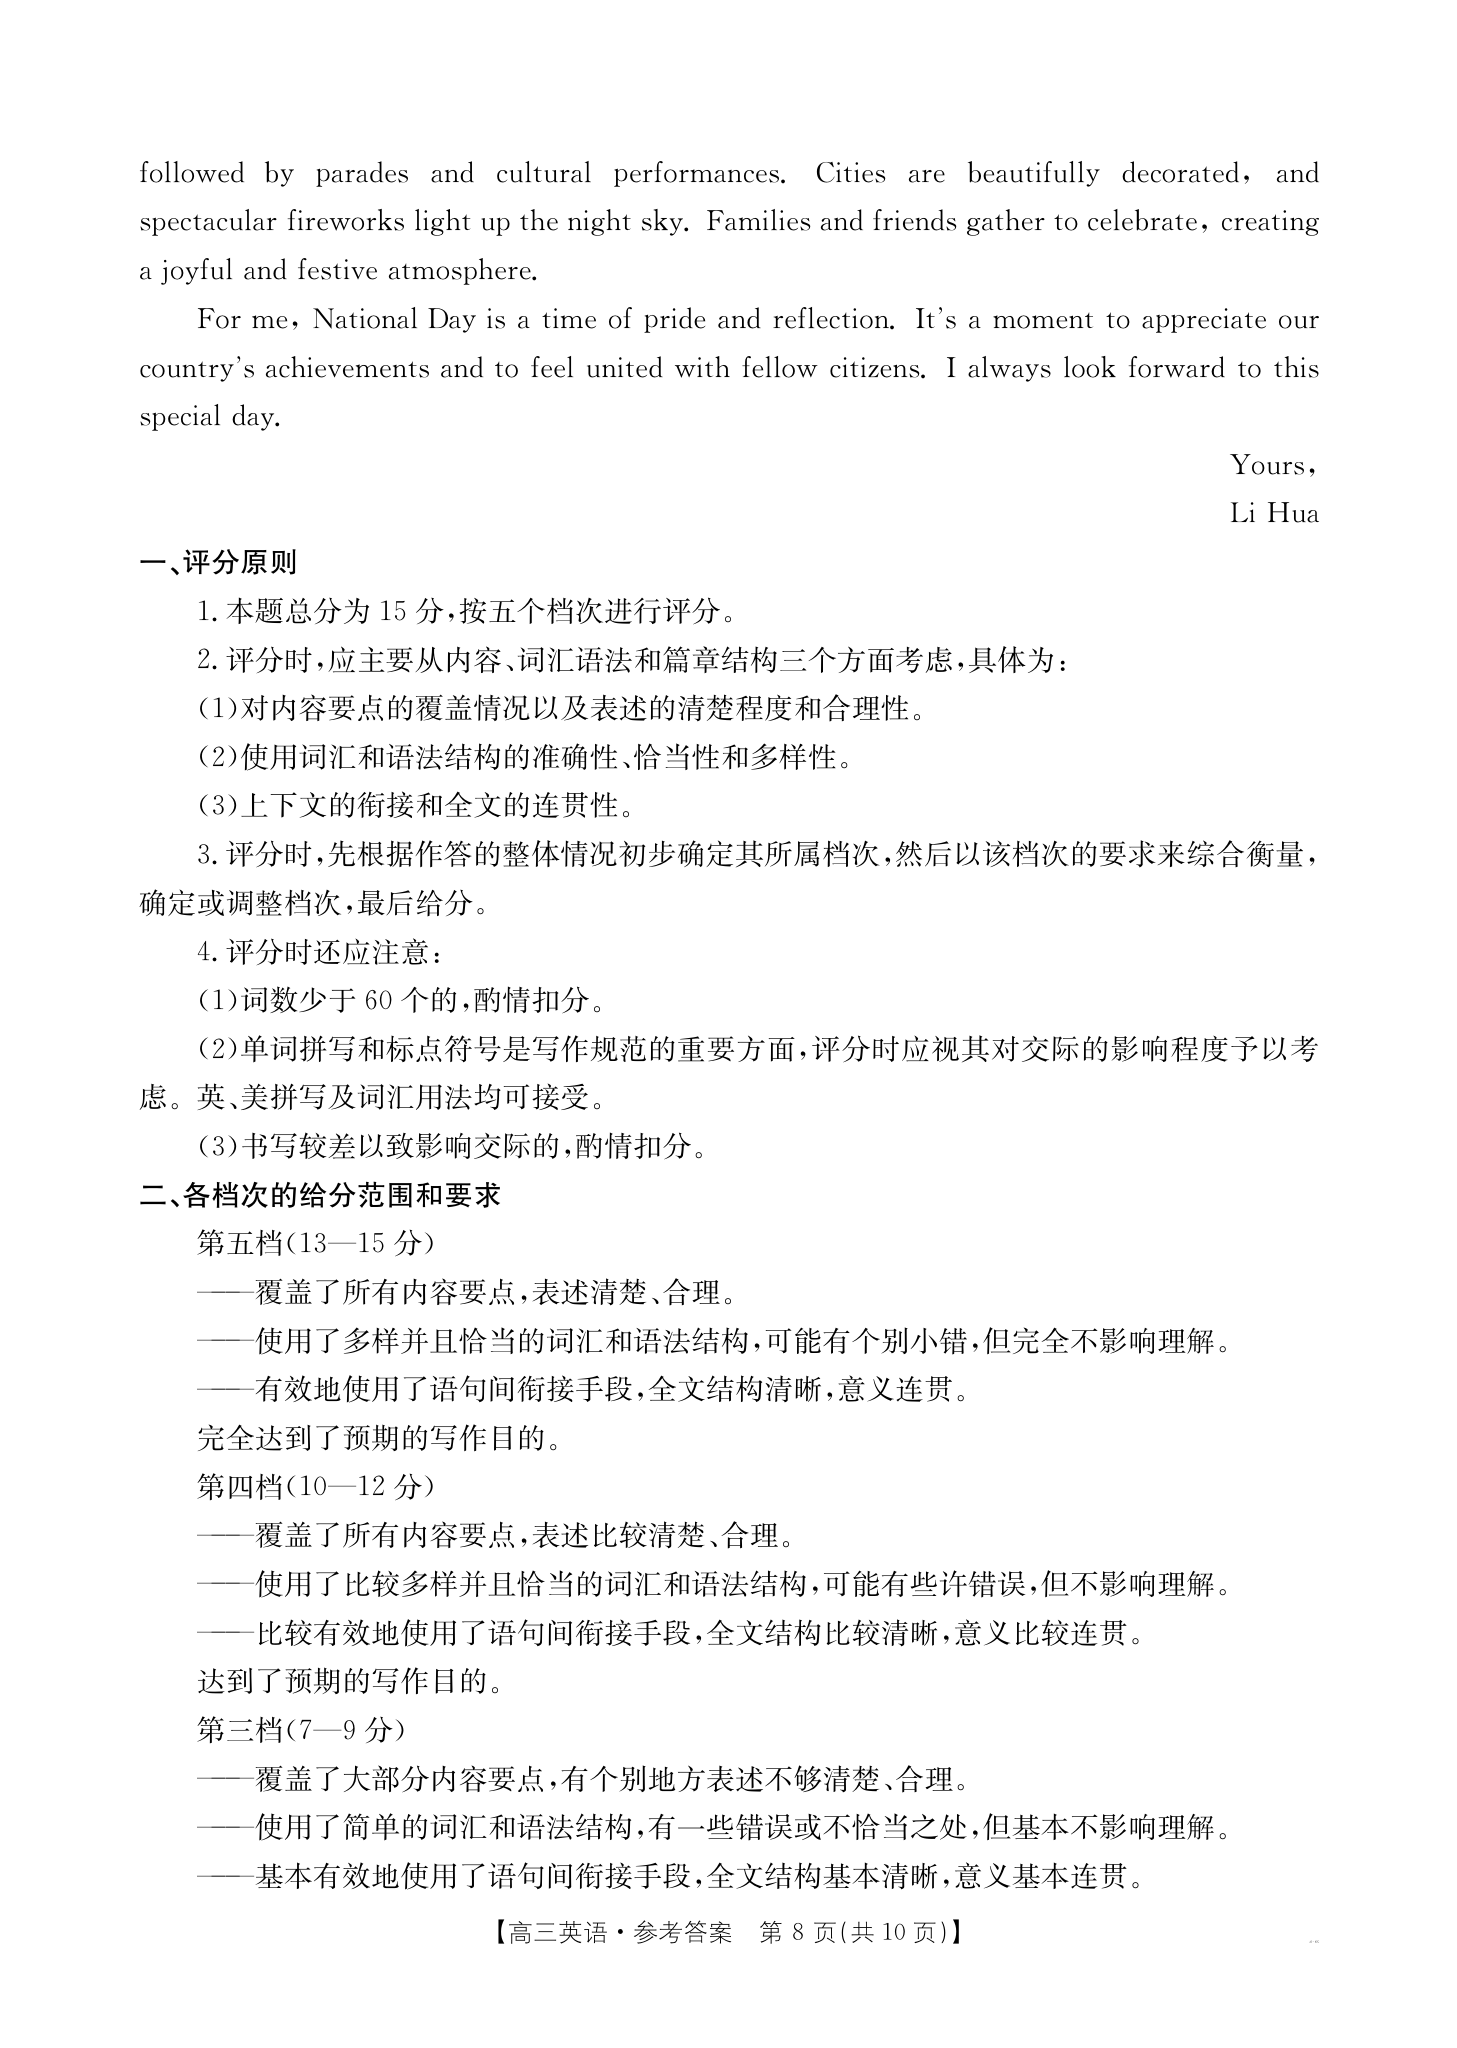 followed by parades and cultural performances. Cities are beautifully decorated, and
spectacular fireworks light up the night sky. Families and friends gather to celebrate, creating
a joyful and festive atmosphere.
For me, National Day is a time of pride and reflection. It's a moment to appreciate our
country's achievements and to feel united with fellow citizens. I always look forward to this
special day.
Yours,
Li Hua
一、评分原则
1. 本题总分为 15 分,按五个档次进行评分。
2. 评分时,应主要从内容、词汇语法和篇章结构三个方面考虑,具体为:
(1)对内容要点的覆盖情况以及表述的清楚程度和合理性。
(2)使用词汇和语法结构的准确性、恰当性和多样性。
(3)上下文的衔接和全文的连贯性。
3. 评分时,先根据作答的整体情况初步确定其所属档次,然后以该档次的要求来综合衡量,
确定或调整档次,最后给分。
4. 评分时还应注意:
(1)词数少于 60 个的,酌情扣分。
(2)单词拼写和标点符号是写作规范的重要方面,评分时应视其对交际的影响程度予以考
虑。英、美拼写及词汇用法均可接受。
(3)书写较差以致影响交际的,酌情扣分。
二、各档次的给分范围和要求
第五档(13—15 分)
——覆盖了所有内容要点,表述清楚、合理。
——使用了多样并且恰当的词汇和语法结构,可能有个别小错,但完全不影响理解。
——有效地使用了语句间衔接手段,全文结构清晰,意义连贯。
完全达到了预期的写作目的。
第四档(10—12 分)
——覆盖了所有内容要点,表述比较清楚、合理。
——使用了比较多样并且恰当的词汇和语法结构,可能有些许错误,但不影响理解。
——比较有效地使用了语句间衔接手段,全文结构比较清晰,意义比较连贯。
达到了预期的写作目的。
第三档(7—9 分)
——覆盖了大部分内容要点,有个别地方表述不够清楚、合理。
——使用了简单的词汇和语法结构,有一些错误或不恰当之处,但基本不影响理解。
——基本有效地使用了语句间衔接手段,全文结构基本清晰,意义基本连贯。
【高三英语·参考答案 第 8 页(共 10 页)】